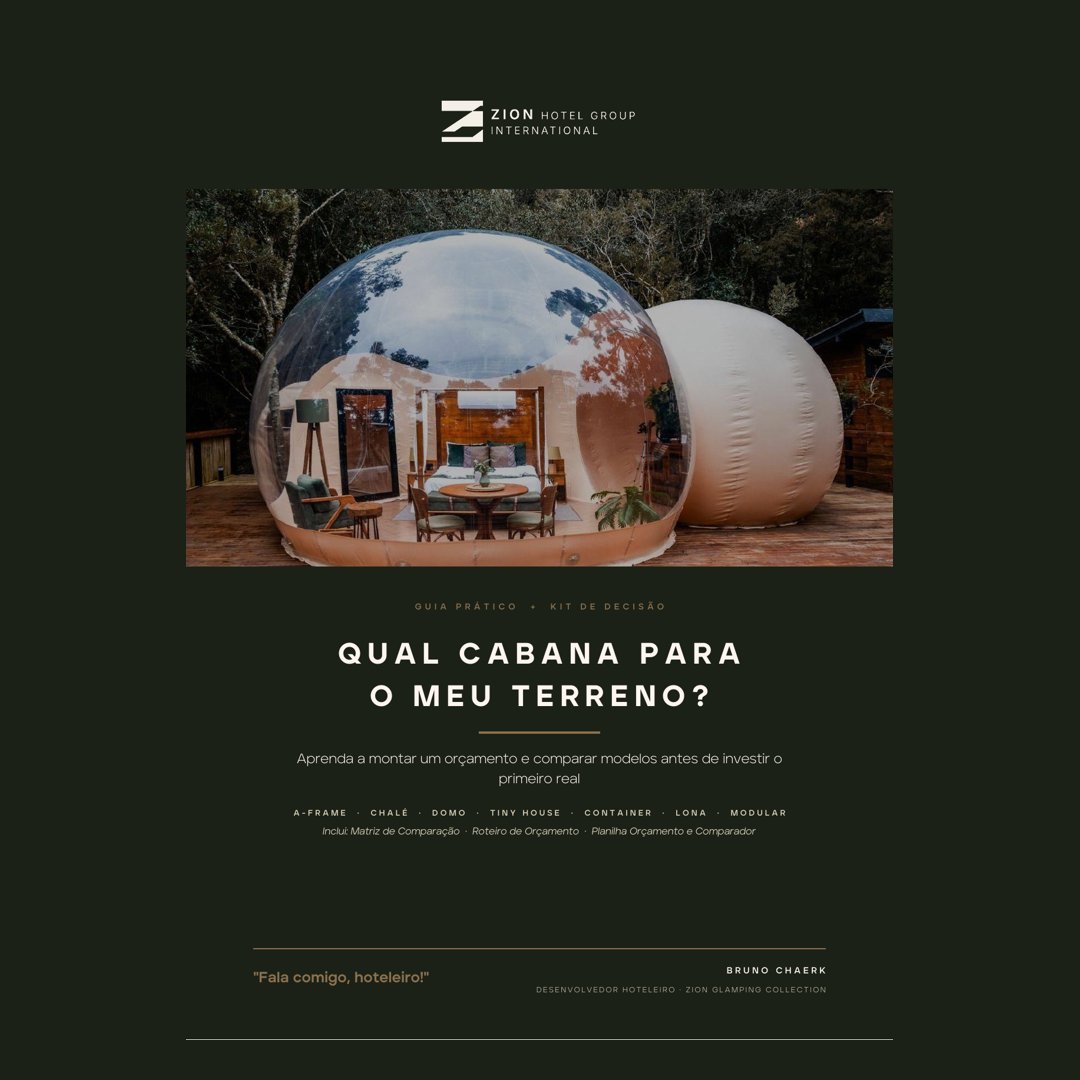 ZION HOTEL GROUP
INTERNATIONAL
GUIA PRÁTICO + KIT DE DECISÃO
QUAL CABANA PARA
O MEU TERRENO?
Aprenda a montar um orçamento e comparar modelos antes de investir o
primeiro real
A-FRAME · CHALÉ · DOMO · TINY HOUSE · CONTAINER · LONA · MODULAR
Inclui: Matriz de Comparação · Roteiro de Orçamento · Planilha Orçamento e Comparador
"Fala comigo, hoteleiro!"
BRUNO CHAERK
DESENVOLVEDOR HOTELEIRO · ZION GLAMPING COLLECTION